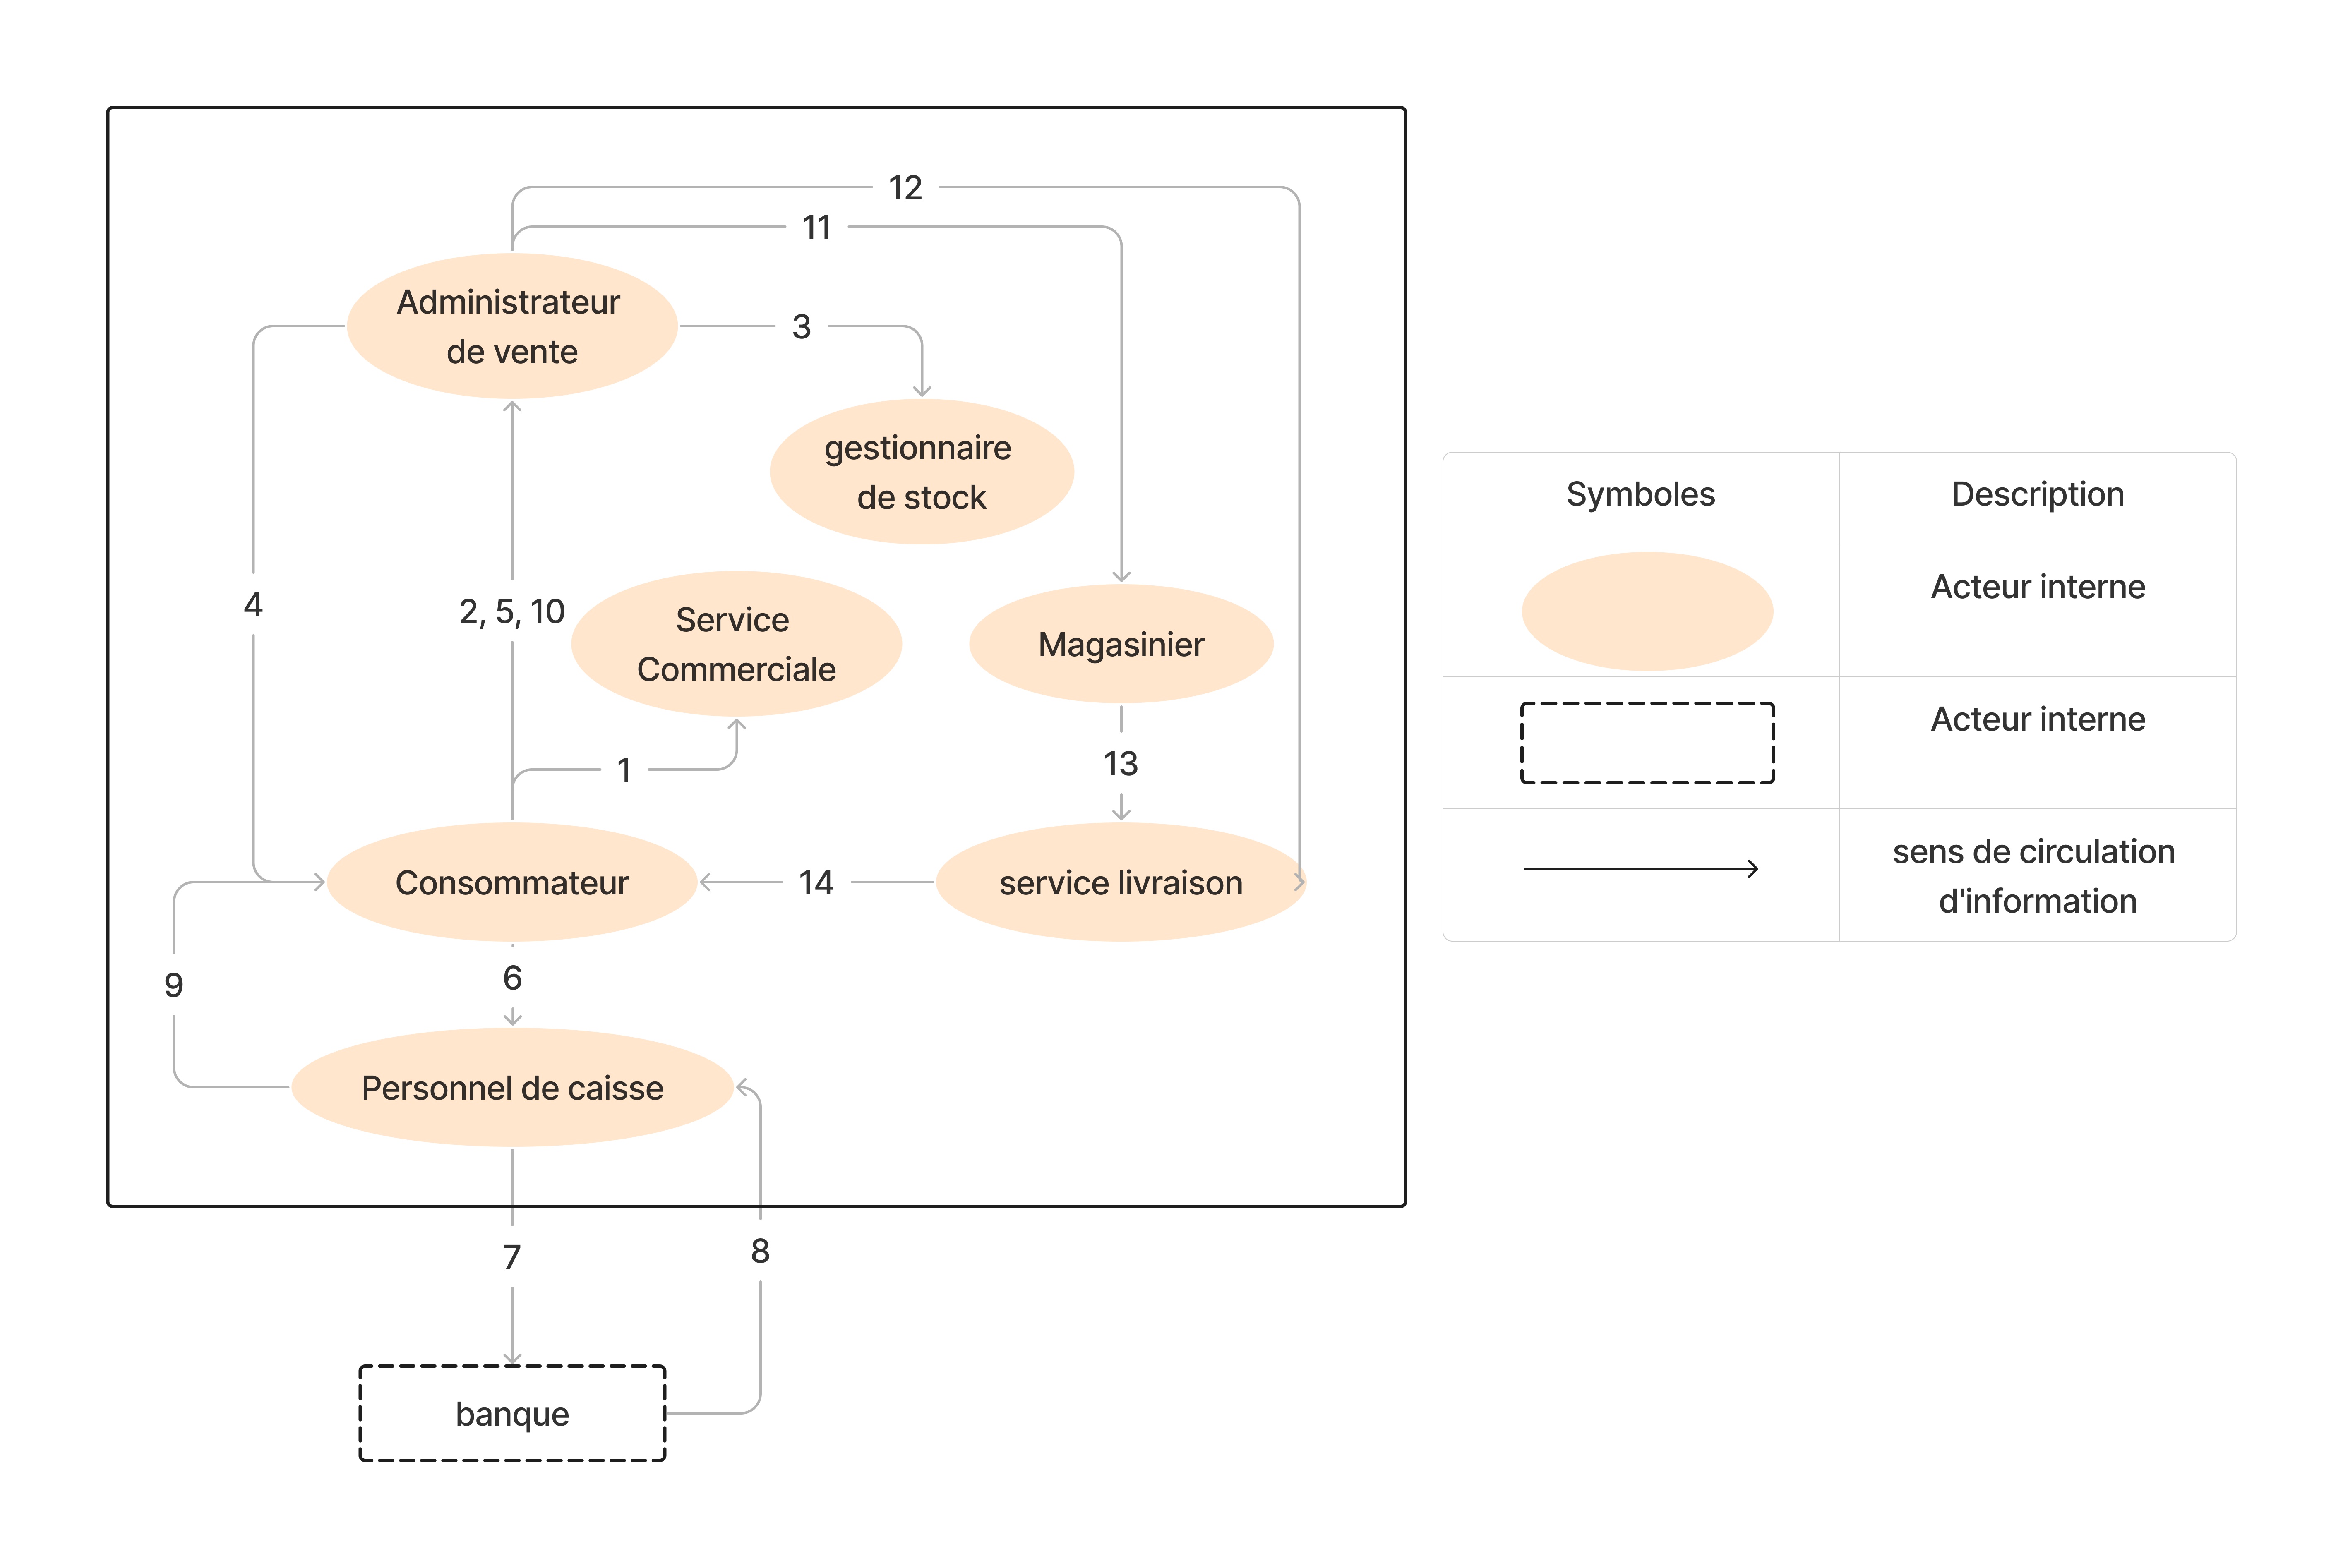 12
11
Administrateur
de vente
3
gestionnaire
de stock
4
2, 5, 10
Service
Commerciale
Magasinier
1
13
Consommateur
14
service livraison
9
6
Personnel de caisse
7
8
banque
Symboles
Description
Acteur interne
Acteur interne
sens de circulation
d'information